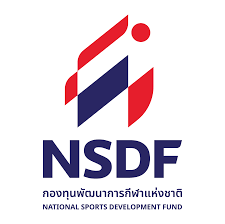 NSDF
กองทุนพัฒนาการกีฬาแห่งชาติ
NATIONAL SPORTS DEVELOPMENT FUND